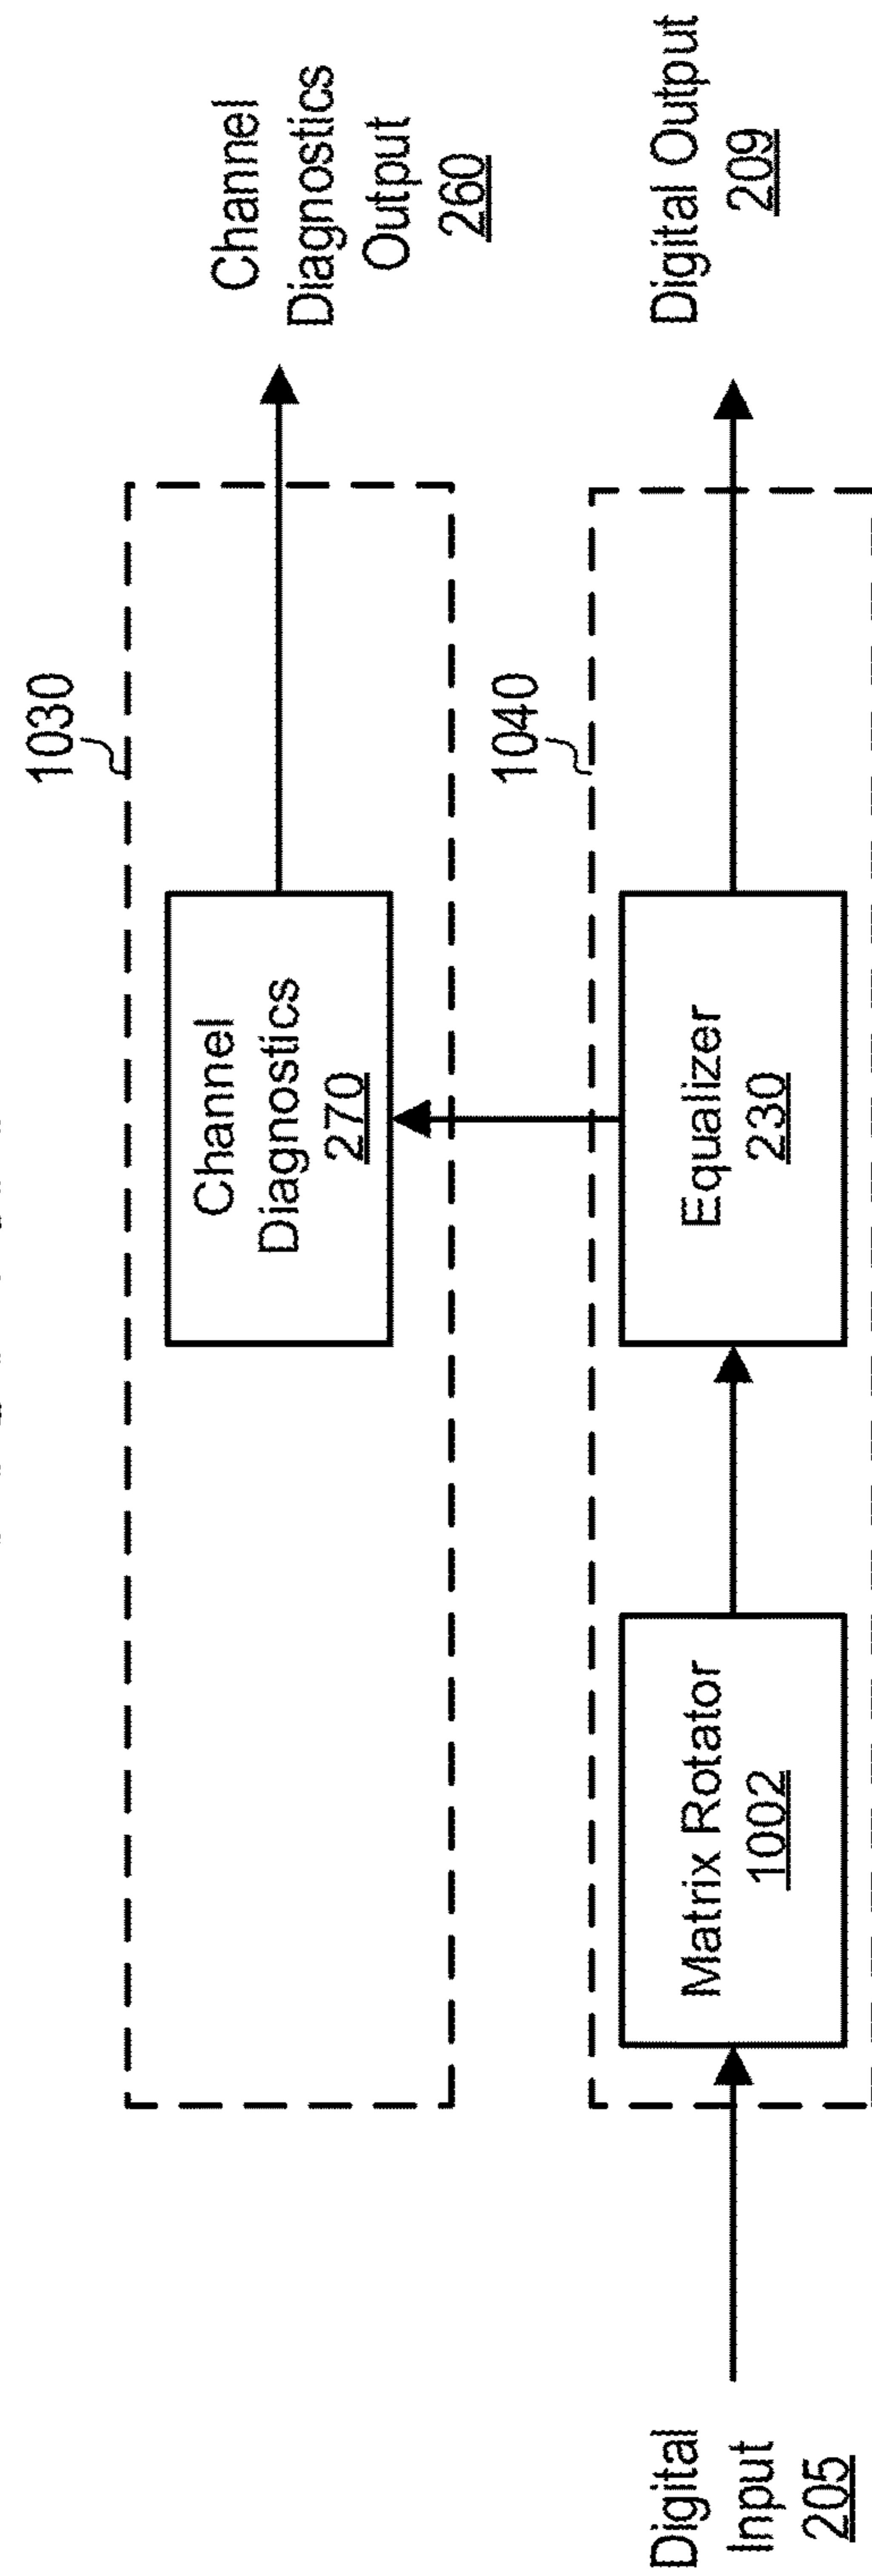 1030
Channel
Diagnostics
270
Channel
Diagnostics
Output
260
1040
Digital
Input
205
Matrix Rotator
1002
Equalizer
230
Digital Output
209